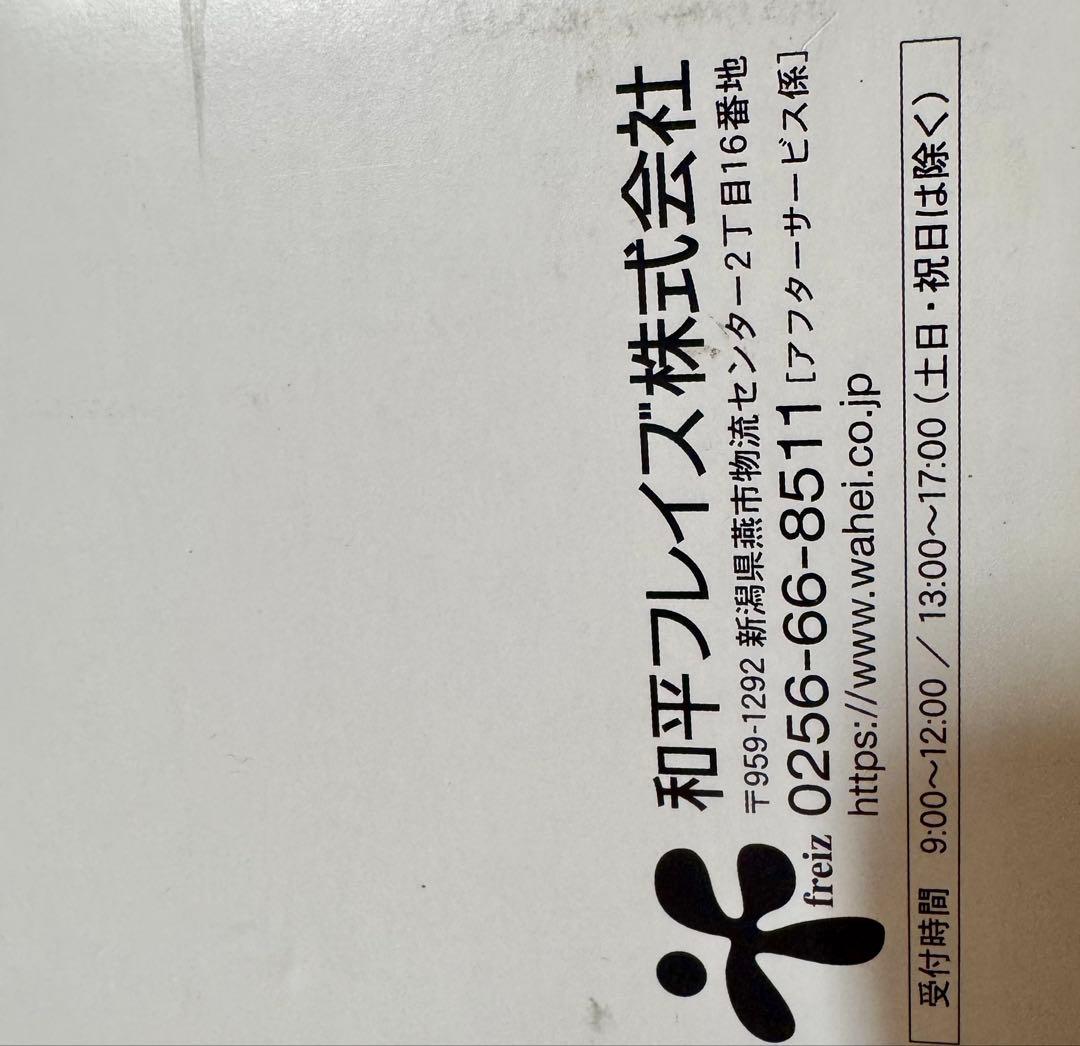 和平フレイズ株式会社
〒959-1292 新潟県燕市物流センター2丁目16番地
0256-66-8511 [アフターサービス係]
https://www.wahei.co.jp
freiz
受付時間 9:00〜12:00 / 13:00〜17:00 (土日・祝日は除く)